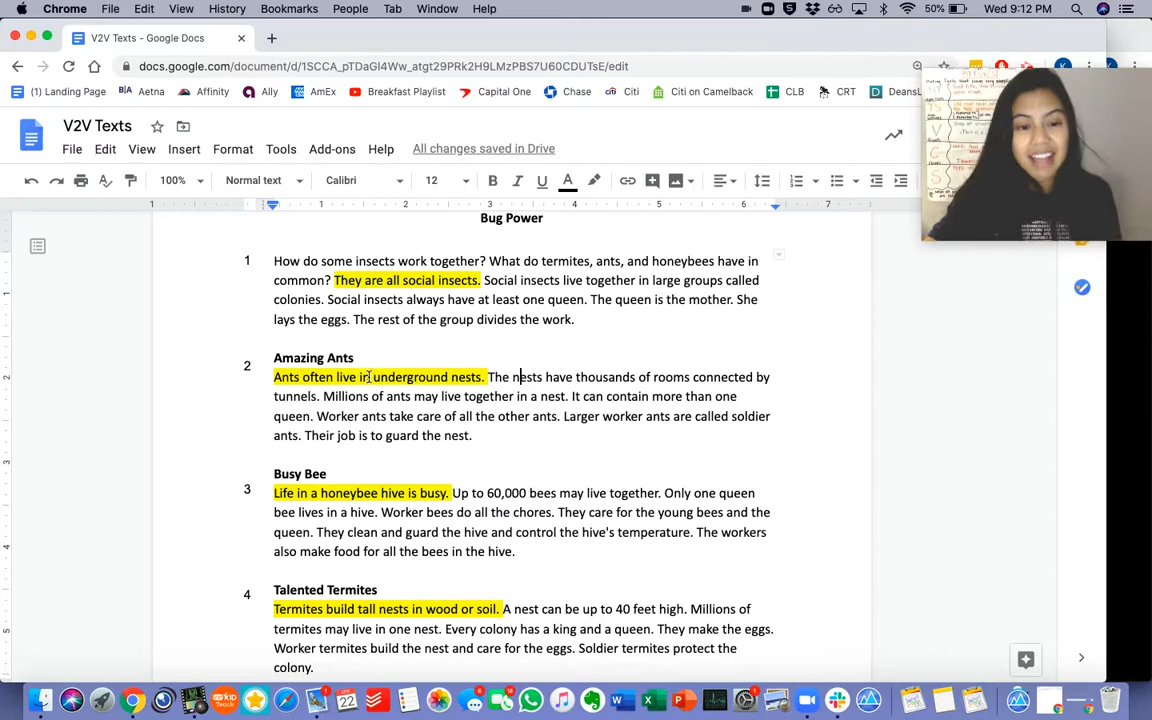 Chrome File Edit View History Bookmarks People Tab Window Help 50% Wed 9:12 PM
V2V Texts - Google Docs
docs.google.com/document/d/1SCCA_pTDaGl4Ww_atgt29PRk2H9LMzPBS7U60CDUTsE/edit
(1) Landing Page Aetna Affinity Ally AmEx Breakfast Playlist Capital One Chase Citi Citi on Camelback CLB CRT DeansL
V2V Texts
File Edit View Insert Format Tools Add-ons Help All changes saved in Drive
100% Normal text Calibri 12
1 1 2 3 4 5 6 7
Bug Power
1 How do some insects work together? What do termites, ants, and honeybees have in
common? They are all social insects. Social insects live together in large groups called
colonies. Social insects always have at least one queen. The queen is the mother. She
lays the eggs. The rest of the group divides the work.
Amazing Ants
2 Ants often live in underground nests. The nests have thousands of rooms connected by
tunnels. Millions of ants may live together in a nest. It can contain more than one
queen. Worker ants take care of all the other ants. Larger worker ants are called soldier
ants. Their job is to guard the nest.
Busy Bee
3 Life in a honeybee hive is busy. Up to 60,000 bees may live together. Only one queen
bee lives in a hive. Worker bees do all the chores. They care for the young bees and the
queen. They clean and guard the hive and control the hive's temperature. The workers
also make food for all the bees in the hive.
Talented Termites
4 Termites build tall nests in wood or soil. A nest can be up to 40 feet high. Millions of
termites may live in one nest. Every colony has a king and a queen. They make the eggs.
Worker termites build the nest and care for the eggs. Soldier termites protect the
colony.